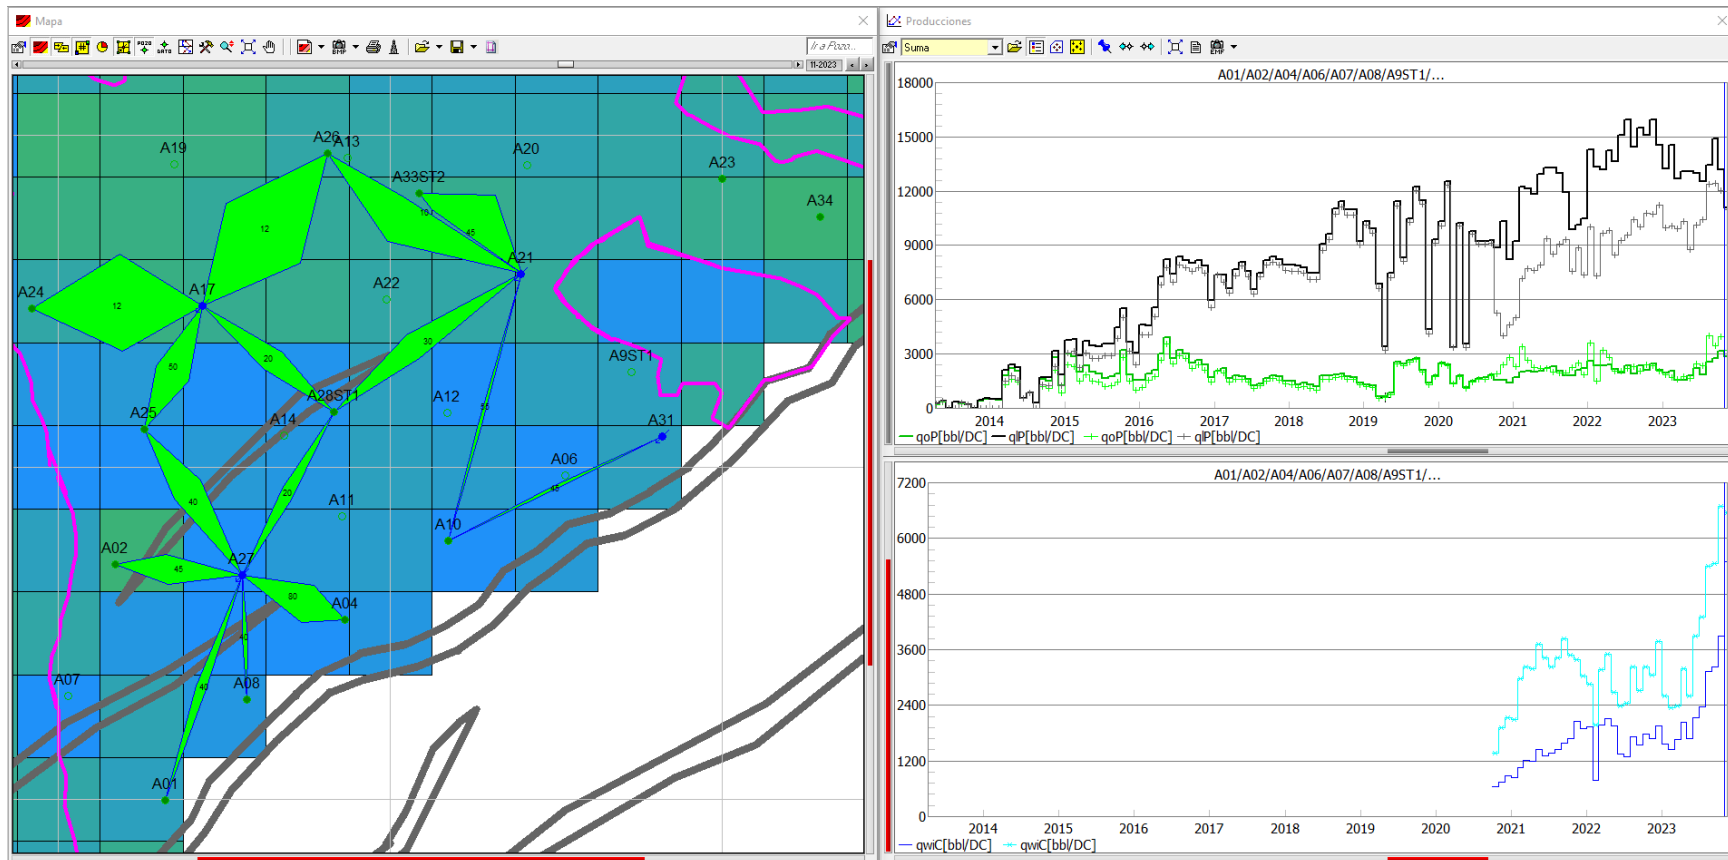 Mapa
Ir a Pozo...
11-2023
A19
A26
A13
A20
A33ST2
A23
A34
10
12
45
A21
A24
A17
A22
12
30
20
50
A9ST1
A28ST1
A12
A31
A25
A14
A06
45
40
20
A11
A10
A02
A27
45
80
A04
40
A07
40
A08
A01
Producciones
Suma
A01/A02/A04/A06/A07/A08/A9ST1/...
18000
15000
12000
9000
6000
3000
0
2014 2015 2016 2017 2018 2019 2020 2021 2022 2023
qoP[bbl/DC] qlP[bbl/DC] qoP[bbl/DC] qlP[bbl/DC]
A01/A02/A04/A06/A07/A08/A9ST1/...
7200
6000
4800
3600
2400
1200
0
2014 2015 2016 2017 2018 2019 2020 2021 2022 2023
qwiC[bbl/DC] qwiC[bbl/DC]